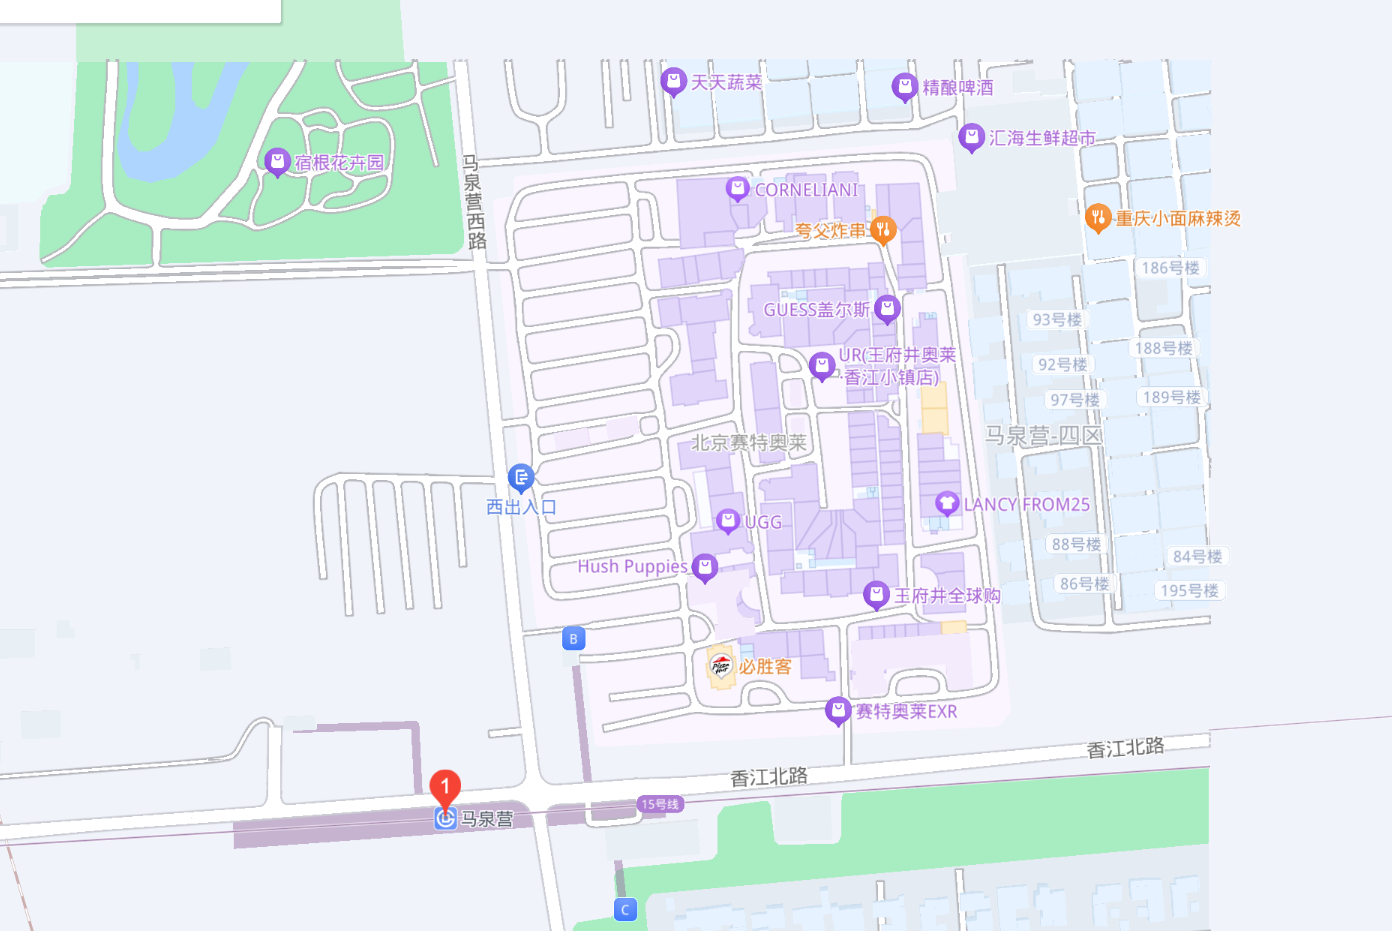 天天蔬菜
精酿啤酒
汇海生鲜超市
宿根花卉园
马泉营西路
CORNELIANI
夸父炸串
重庆小面麻辣烫
186号楼
GUESS盖尔斯
93号楼
188号楼
UR(王府井奥莱
·香江小镇店)
92号楼
97号楼
189号楼
北京赛特奥莱
马泉营-四区
西出入口
LANCY FROM25
UGG
88号楼
84号楼
Hush Puppies
86号楼
195号楼
王府井全球购
B
Pizza Hut
必胜客
赛特奥莱EXR
香江北路
香江北路
1
15号线
马泉营
C